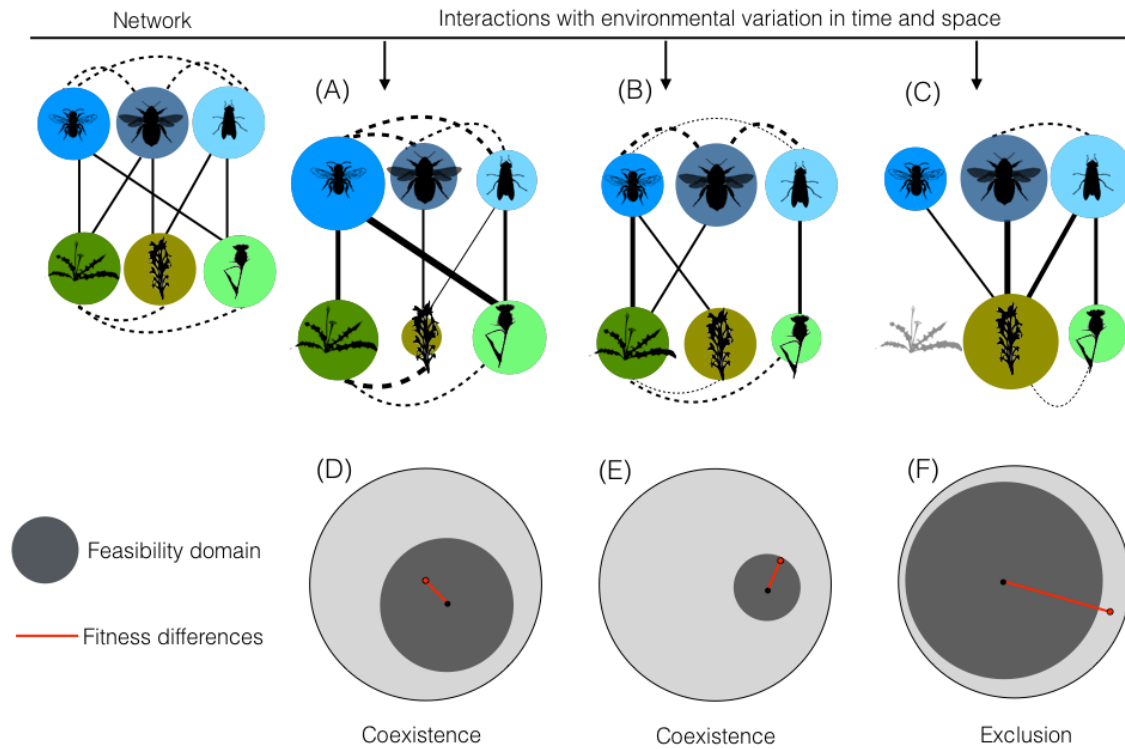 Network
Interactions with environmental variation in time and space
(A)
(B)
(C)
(D)
(E)
(F)
Feasibility domain
Fitness differences
Coexistence
Coexistence
Exclusion